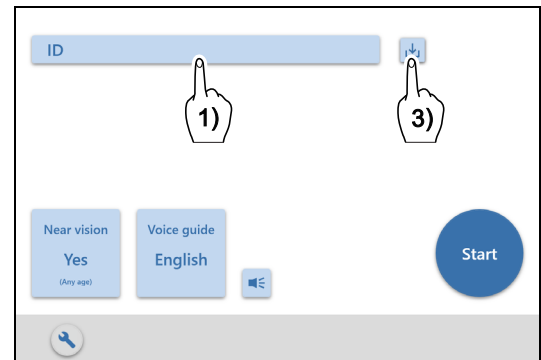 ID
1)
3)
Near vision
Yes
(Any age)
Voice guide
English
Start